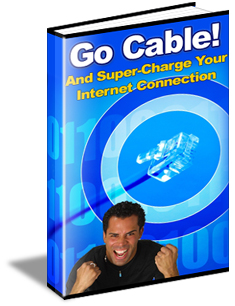 Go Cable!
And Super-Charge Your
Internet Connection